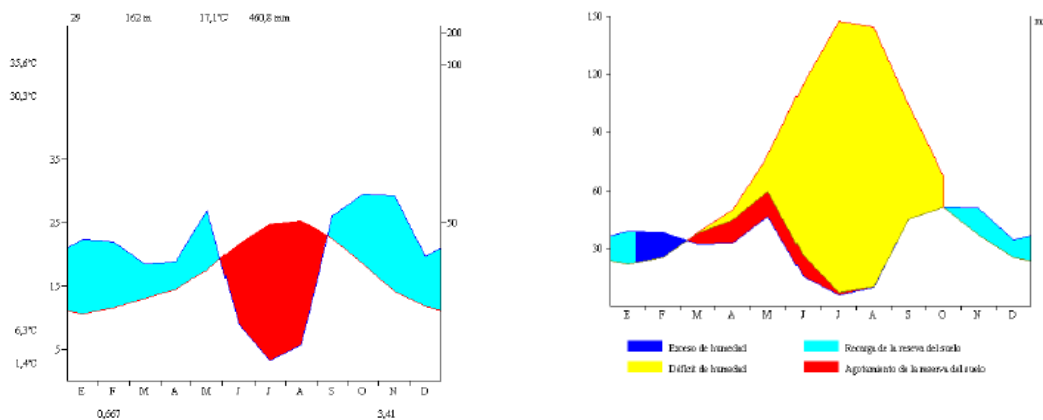 29 162 m 17,1°C 460,8 mm
200
100
35,6°C
30,3°C
35
25
50
15
6,3°C
5
1,4°C
E F M A M J J A S O N D
0,667 3,41
150
120
90
60
30
E F M A M J J A S O N D
Exceso de humedad
Recarga de la reseva del suelo
Déficit de humedad
Agotamiento de la reserva del suelo